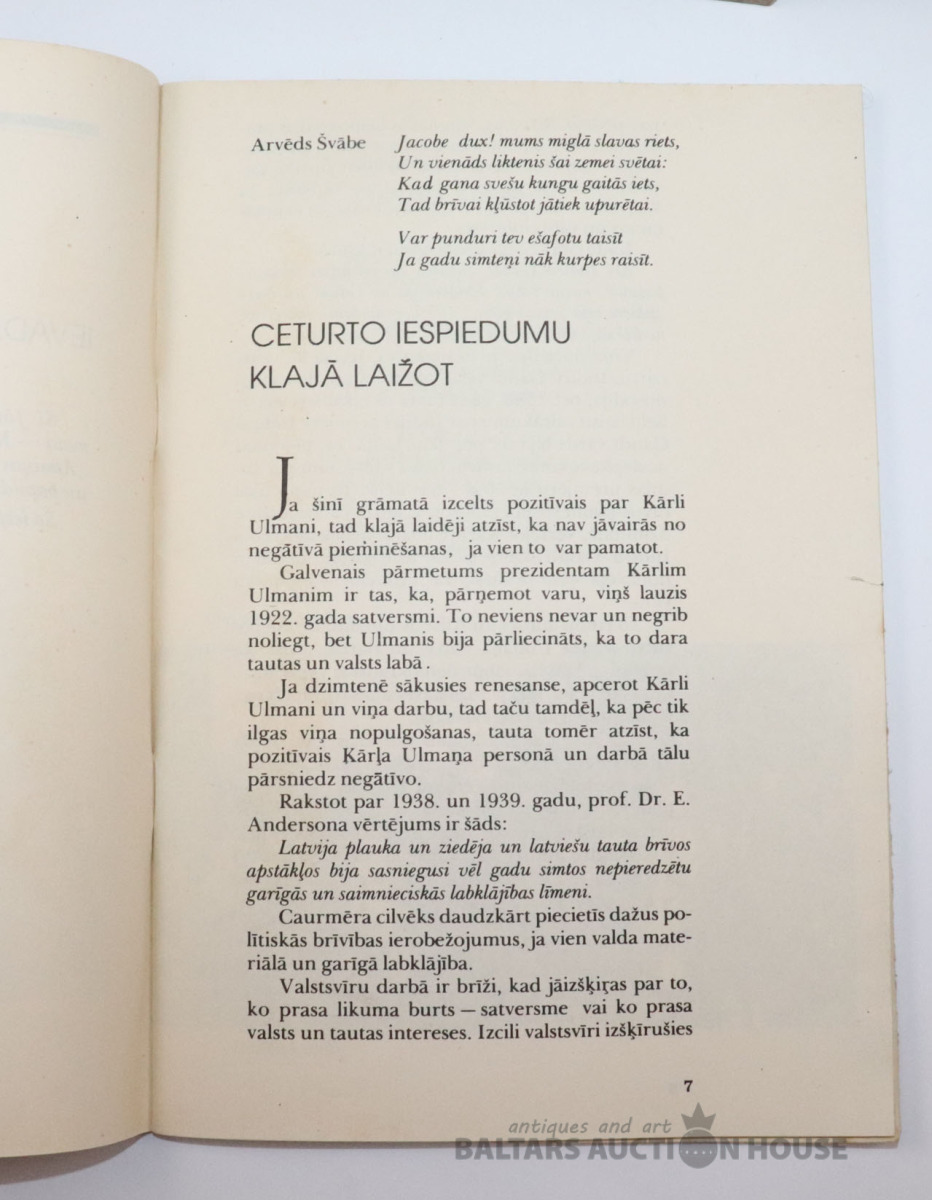 Arvēds Švābe
Jacobe dux! mums miglā slavas riets,
Un vienāds liktenis šai zemei svētai:
Kad gana svešu kungu gaitās iets,
Tad brīvai kļūstot jātiek upurētai.
Var punduri tev ešafotu taisīt
Ja gadu simteņi nāk kurpes raisīt.
CETURTO IESPIEDUMU
KLAJĀ LAIŽOT
Ja šinī grāmatā izcelts pozitīvais par Kārli
Ulmani, tad klajā laidēji atzīst, ka nav jāvairās no
negātīvā pieminēšanas, ja vien to var pamatot.
Galvenais pārmetums prezidentam Kārlim
Ulmanim ir tas, ka, pārņemot varu, viņš lauzis
1922. gada satversmi. To neviens nevar un negrib
noliegt, bet Ulmanis bija pārliecināts, ka to dara
tautas un valsts labā.
Ja dzimtenē sākusies renesanse, apcerot Kārli
Ulmani un viņa darbu, tad taču tamdēļ, ka pēc tik
ilgas viņa nopulgošanas, tauta tomēr atzīst, ka
pozitīvais Kārļa Ulmaņa personā un darbā tālu
pārsniedz negātīvo.
Rakstot par 1938. un 1939. gadu, prof. Dr. E.
Andersona vērtējums ir šāds:
Latvija plauka un ziedēja un latviešu tauta brīvos
apstākļos bija sasniegusi vēl gadu simtos nepieredzētu
garīgās un saimnieciskās labklājības līmeni.
Caurmēra cilvēks daudzkārt piecietīs dažus po-
lītiskās brīvības ierobežojumus, ja vien valda mate-
riālā un garīgā labklājība.
Valstsvīru darbā ir brīži, kad jāizšķiŗas par to,
ko prasa likuma burts — satversme vai ko prasa
valsts un tautas intereses. Izcili valstsvīri izšķīrušies
7
antiques and art
BALTARS AUCTION HOUSE